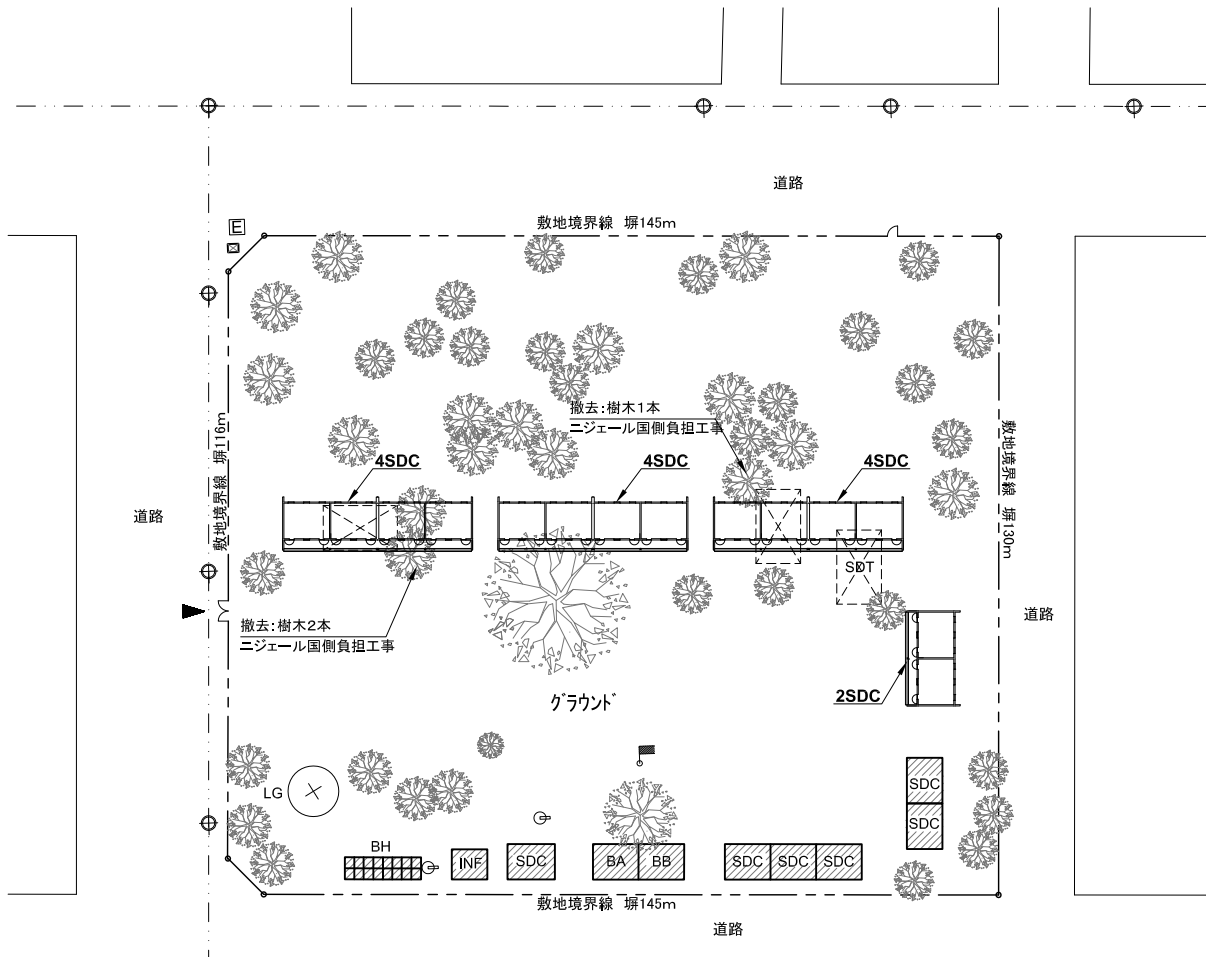 道路
E
敷地境界線 塀145m
撤去:樹木1本
ニジェール国側負担工事
敷地境界線 塀116m
敷地境界線 塀130m
4SDC
4SDC
4SDC
道路
SDT
道路
撤去:樹木2本
ニジェール国側負担工事
2SDC
グラウンド
LG
SDC
SDC
BH
INF
SDC
BA
BB
SDC
SDC
SDC
敷地境界線 塀145m
道路